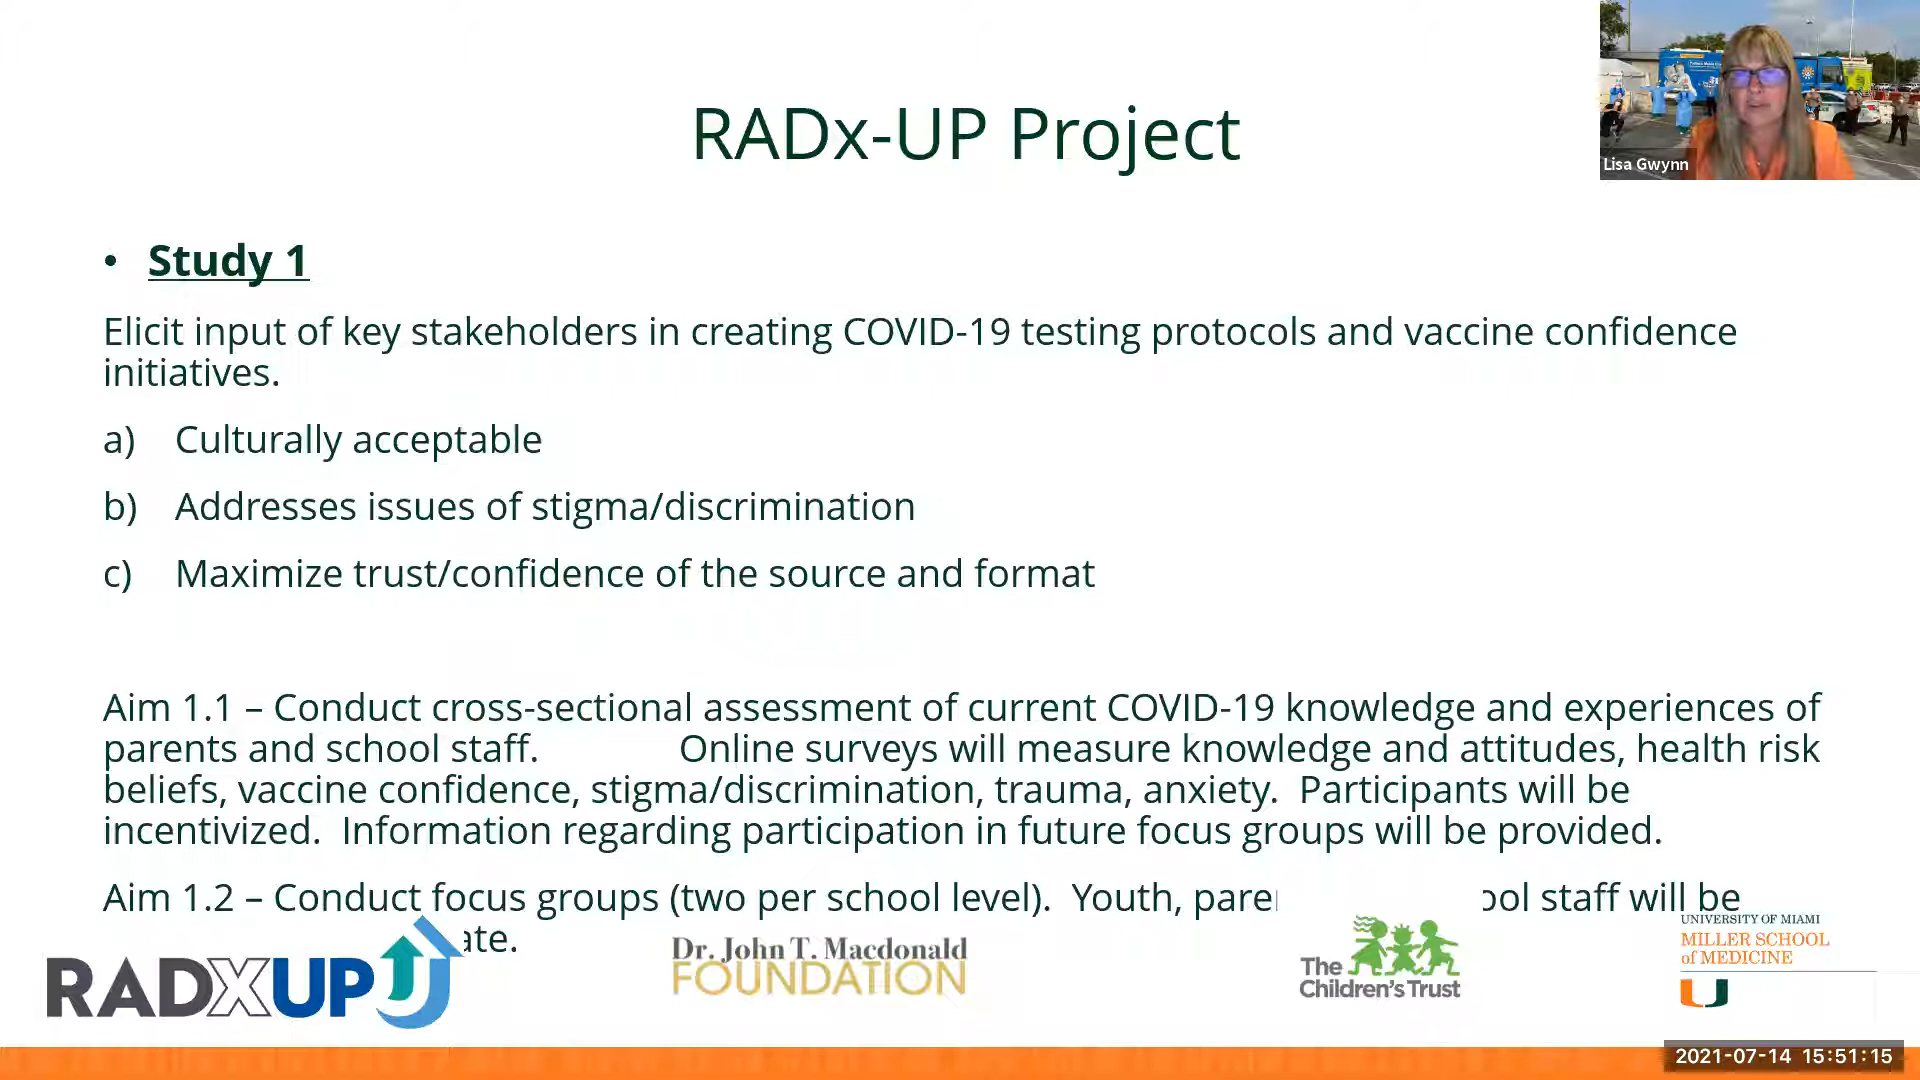 RADx-UP Project
Lisa Gwynn
• Study 1
Elicit input of key stakeholders in creating COVID-19 testing protocols and vaccine confidence
initiatives.
a) Culturally acceptable
b) Addresses issues of stigma/discrimination
c) Maximize trust/confidence of the source and format
Aim 1.1 – Conduct cross-sectional assessment of current COVID-19 knowledge and experiences of
parents and school staff. Online surveys will measure knowledge and attitudes, health risk
beliefs, vaccine confidence, stigma/discrimination, trauma, anxiety. Participants will be
incentivized. Information regarding participation in future focus groups will be provided.
Aim 1.2 – Conduct focus groups (two per school level). Youth, staff will be
RADXUP
Dr. John T. Macdonald
FOUNDATION
The
Children's Trust
UNIVERSITY OF MIAMI
MILLER SCHOOL
of MEDICINE
U
2021-07-14 15:51:15